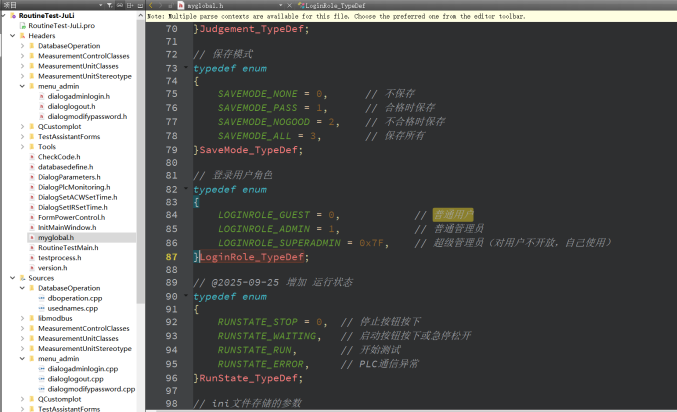 项目
myglobal.h
LoginRole_TypeDef
Note: Multiple parse contexts are available for this file. Choose the preferred one from the editor toolbar.
RoutineTest-JuLi
RoutineTest-JuLi.pro
Headers
DatabaseOperation
MeasurementControlClasses
MeasurementUnitClasses
MeasurementUnitStereotype
menu_admin
dialogadminlogin.h
dialoglogout.h
dialogmodifypassword.h
QCustomplot
TestAssistantForms
Tools
CheckCode.h
databasedefine.h
DialogParameters.h
DialogPlcMonitoring.h
DialogSetACWSetTime.h
DialogSetIRSetTime.h
FormPowerControl.h
InitMainWindow.h
myglobal.h
RoutineTestMain.h
testprocess.h
version.h
Sources
DatabaseOperation
dboperation.cpp
usednames.cpp
libmodbus
MeasurementControlClasses
MeasurementUnitClasses
MeasurementUnitStereotype
menu_admin
dialogadminlogin.cpp
dialoglogout.cpp
dialogmodifypassword.cpp
QCustomplot
TestAssistantForms
70 }Judgement_TypeDef;
71
72 // 保存模式
73 typedef enum
74 {
75 SAVEMODE_NONE = 0, // 不保存
76 SAVEMODE_PASS = 1, // 合格时保存
77 SAVEMODE_NOGOOD = 2, // 不合格时保存
78 SAVEMODE_ALL = 3, // 保存所有
79 }SaveMode_TypeDef;
80
81 // 登录用户角色
82 typedef enum
83 {
84 LOGINROLE_GUEST = 0, // 普通用户
85 LOGINROLE_ADMIN = 1, // 普通管理员
86 LOGINROLE_SUPERADMIN = 0x7F, // 超级管理员（对用户不开放，自己使用）
87 }LoginRole_TypeDef;
88
89 // @2025-09-25 增加 运行状态
90 typedef enum
91 {
92 RUNSTATE_STOP = 0, // 停止按钮按下
93 RUNSTATE_WAITING, // 启动按钮按下或急停松开
94 RUNSTATE_RUN, // 开始测试
95 RUNSTATE_ERROR, // PLC通信异常
96 }RunState_TypeDef;
97
98 // ini文件存储的参数